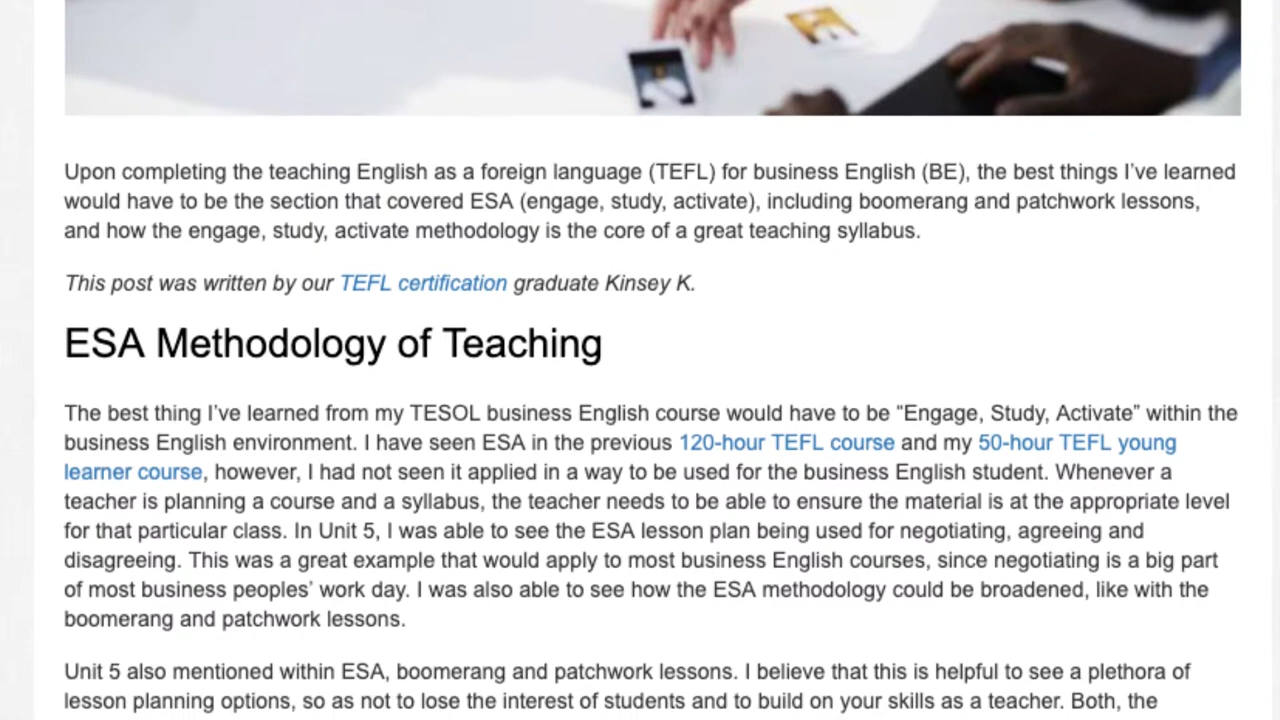 Upon completing the teaching English as a foreign language (TEFL) for business English (BE), the best things I’ve learned
would have to be the section that covered ESA (engage, study, activate), including boomerang and patchwork lessons,
and how the engage, study, activate methodology is the core of a great teaching syllabus.
This post was written by our TEFL certification graduate Kinsey K.
ESA Methodology of Teaching
The best thing I’ve learned from my TESOL business English course would have to be “Engage, Study, Activate” within the
business English environment. I have seen ESA in the previous 120-hour TEFL course and my 50-hour TEFL young
learner course, however, I had not seen it applied in a way to be used for the business English student. Whenever a
teacher is planning a course and a syllabus, the teacher needs to be able to ensure the material is at the appropriate level
for that particular class. In Unit 5, I was able to see the ESA lesson plan being used for negotiating, agreeing and
disagreeing. This was a great example that would apply to most business English courses, since negotiating is a big part
of most business peoples’ work day. I was also able to see how the ESA methodology could be broadened, like with the
boomerang and patchwork lessons.
Unit 5 also mentioned within ESA, boomerang and patchwork lessons. I believe that this is helpful to see a plethora of
lesson planning options, so as not to lose the interest of students and to build on your skills as a teacher. Both, the